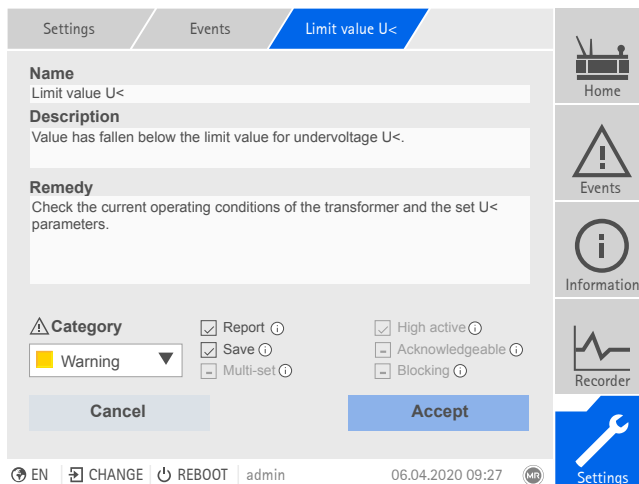 Settings Events Limit value U<
Name
Limit value U<
Description
Value has fallen below the limit value for undervoltage U<.
Remedy
Check the current operating conditions of the transformer and the set U<
parameters.
Category
Warning
Report
Save
Multi-set
High active
Acknowledgeable
Blocking
Cancel Accept
EN CHANGE REBOOT admin 06.04.2020 09:27 MR
Home
Events
Information
Recorder
Settings